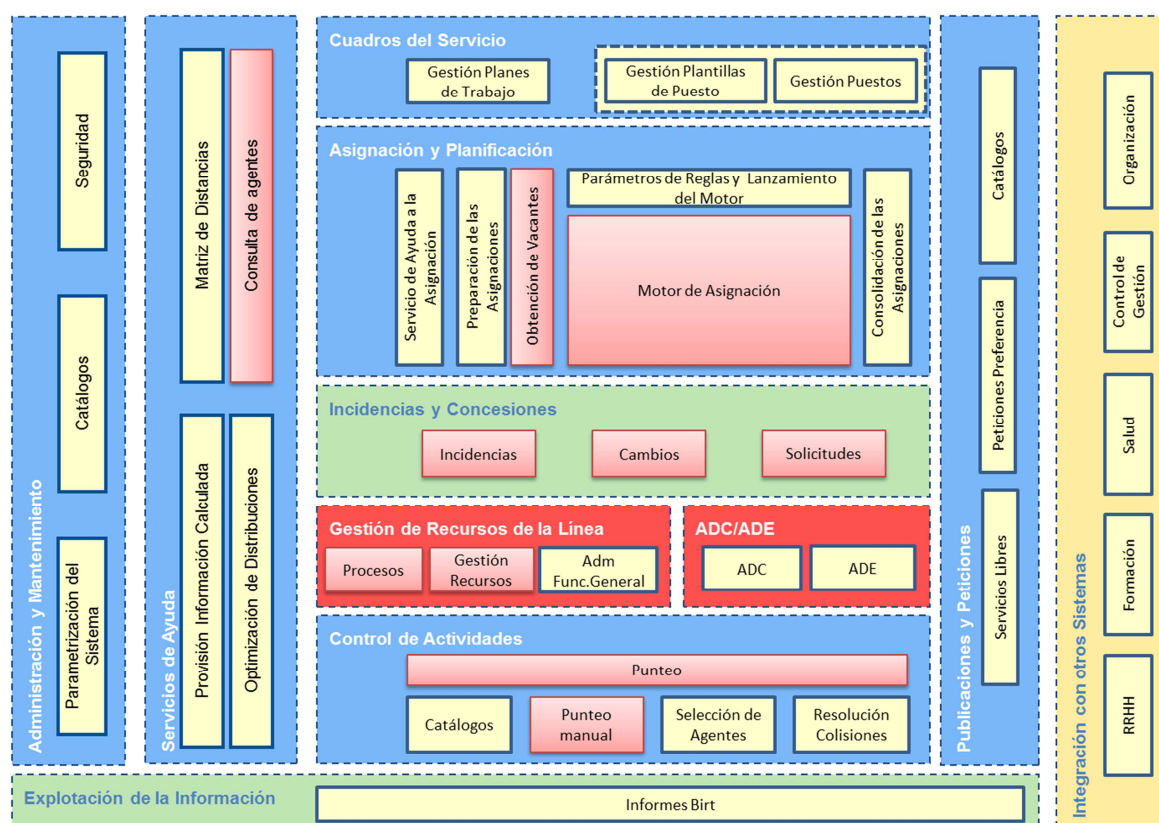 Administración y Mantenimiento
Seguridad
Catálogos
Parametrización del
Sistema
Servicios de Ayuda
Matriz de Distancias
Consulta de agentes
Provisión Información Calculada
Optimización de Distribuciones
Cuadros del Servicio
Gestión Planes
de Trabajo
Gestión Plantillas
de Puesto
Gestión Puestos
Asignación y Planificación
Servicio de Ayuda a la
Asignación
Preparación de las
Asignaciones
Obtención de Vacantes
Parámetros de Reglas y Lanzamiento
del Motor
Motor de Asignación
Consolidación de las
Asignaciones
Incidencias y Concesiones
Incidencias
Cambios
Solicitudes
Gestión de Recursos de la Línea
Procesos
Gestión
Recursos
Adm
Func.General
ADC/ADE
ADC
ADE
Control de Actividades
Punteo
Catálogos
Punteo
manual
Selección de
Agentes
Resolución
Colisiones
Publicaciones y Peticiones
Catálogos
Peticiones Preferencia
Servicios Libres
Integración con otros Sistemas
Organización
Control de
Gestión
Salud
Formación
RRHH
Explotación de la Información
Informes Birt